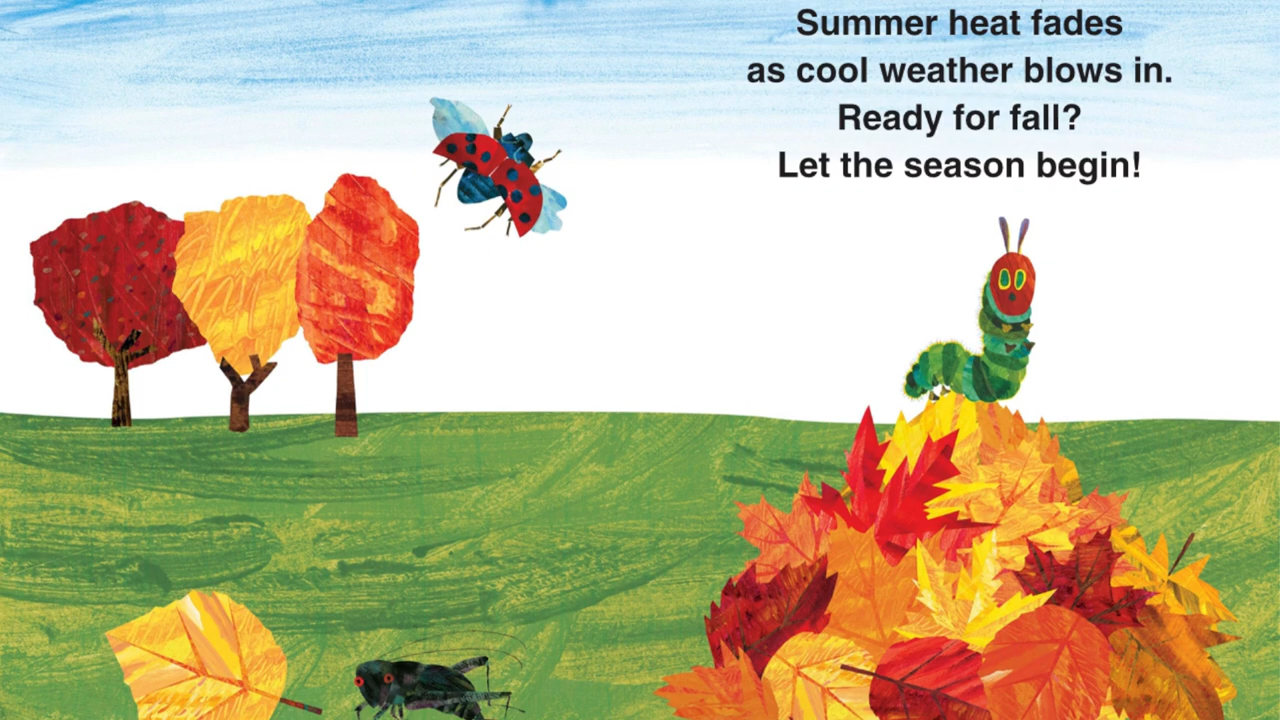 Summer heat fades
as cool weather blows in.
Ready for fall?
Let the season begin!